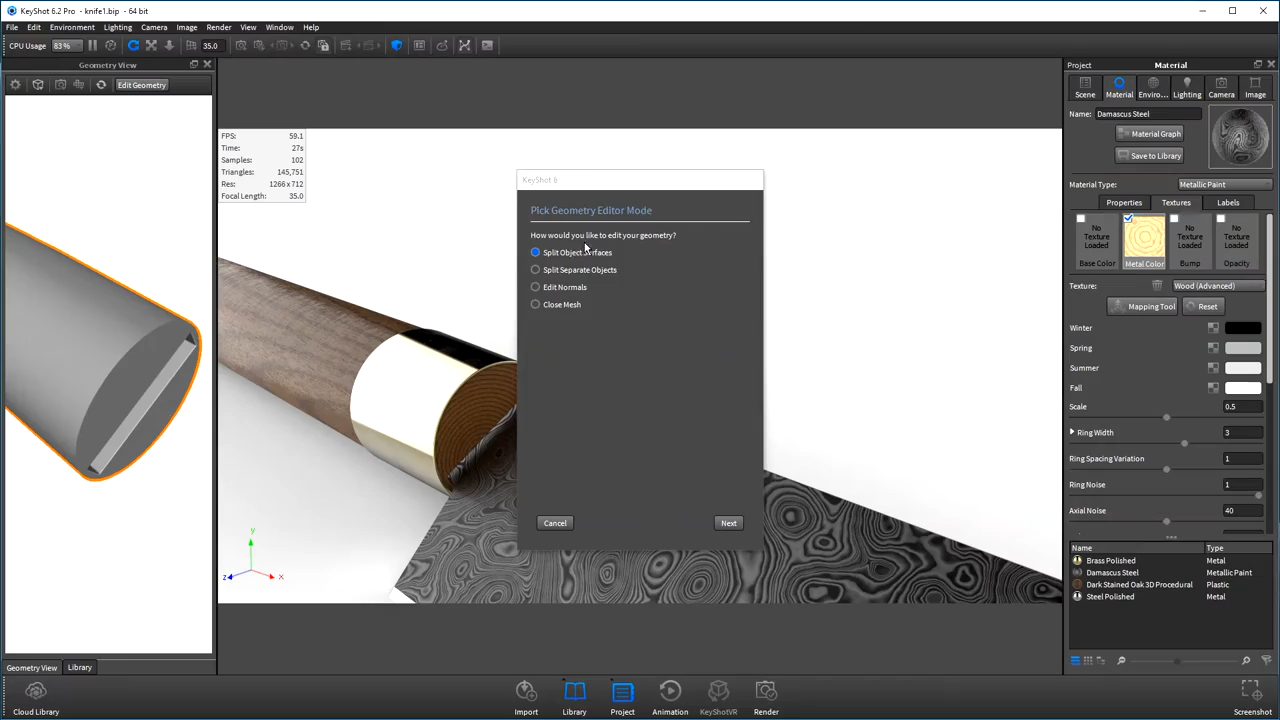 KeyShot 6.2 Pro - knife1.bip - 64 bit
File Edit Environment Lighting Camera Image Render View Window Help
CPU Usage 83 % 35.0
Geometry View
Edit Geometry
FPS: 59.1
Time: 27s
Samples: 102
Triangles: 145,751
Res: 1266 x 712
Focal Length: 35.0
KeyShot 6
Pick Geometry Editor Mode
How would you like to edit your geometry?
Split Object Surfaces
Split Separate Objects
Edit Normals
Close Mesh
Cancel Next
y
z x
Project Material
Scene Material Enviro... Lighting Camera Image
Name: Damascus Steel
Material Graph
Save to Library
Material Type: Metallic Paint
Properties Textures Labels
No Texture Loaded No Texture Loaded No Texture Loaded
Base Color Metal Color Bump Opacity
Texture: Wood (Advanced)
Mapping Tool Reset
Winter
Spring
Summer
Fall
Scale 0.5
Ring Width 3
Ring Spacing Variation 1
Ring Noise 1
Axial Noise 40
Name Type
Brass Polished Metal
Damascus Steel Metallic Paint
Dark Stained Oak 3D Procedural Plastic
Steel Polished Metal
Geometry View Library
Cloud Library Import Library Project Animation KeyShotVR Render Screenshot